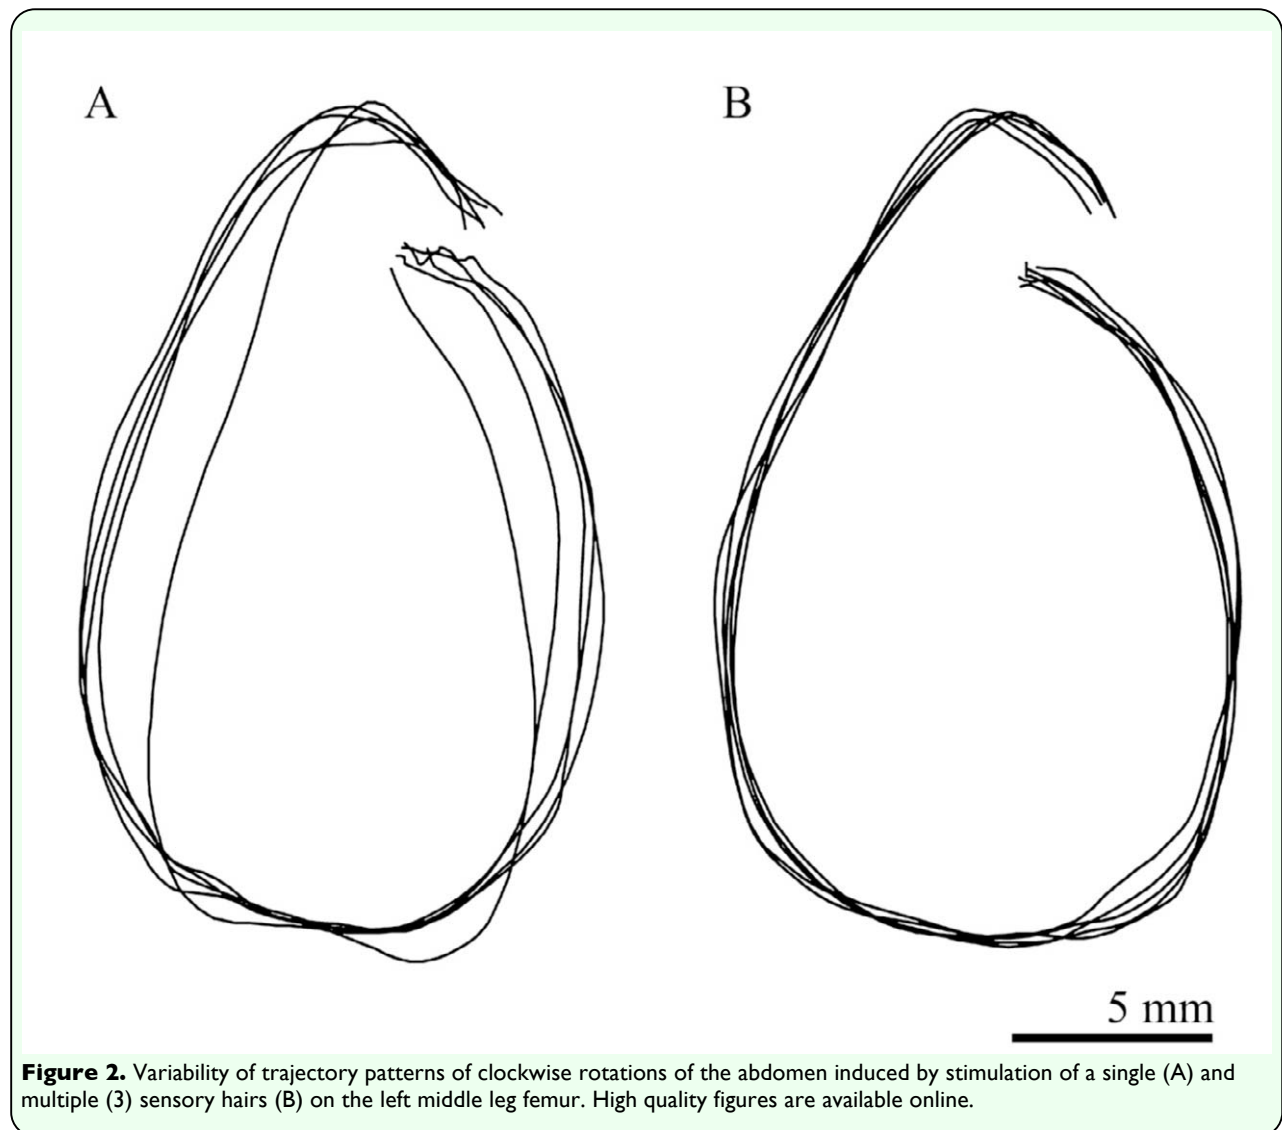 A
B
5 mm
Figure 2. Variability of trajectory patterns of clockwise rotations of the abdomen induced by stimulation of a single (A) and
multiple (3) sensory hairs (B) on the left middle leg femur. High quality figures are available online.